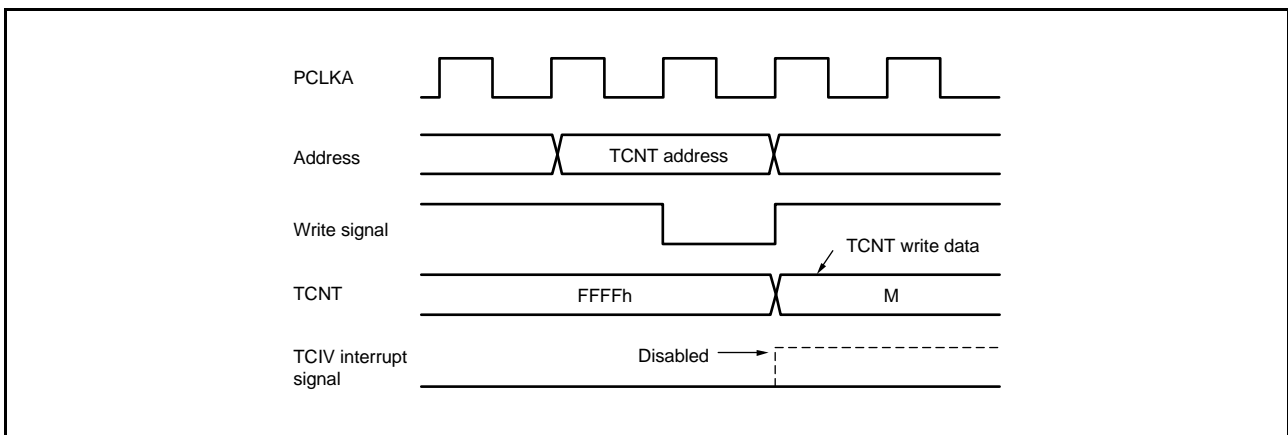 PCLKA
Address
TCNT address
Write signal
TCNT write data
TCNT
FFFFh
M
TCIV interrupt
signal
Disabled